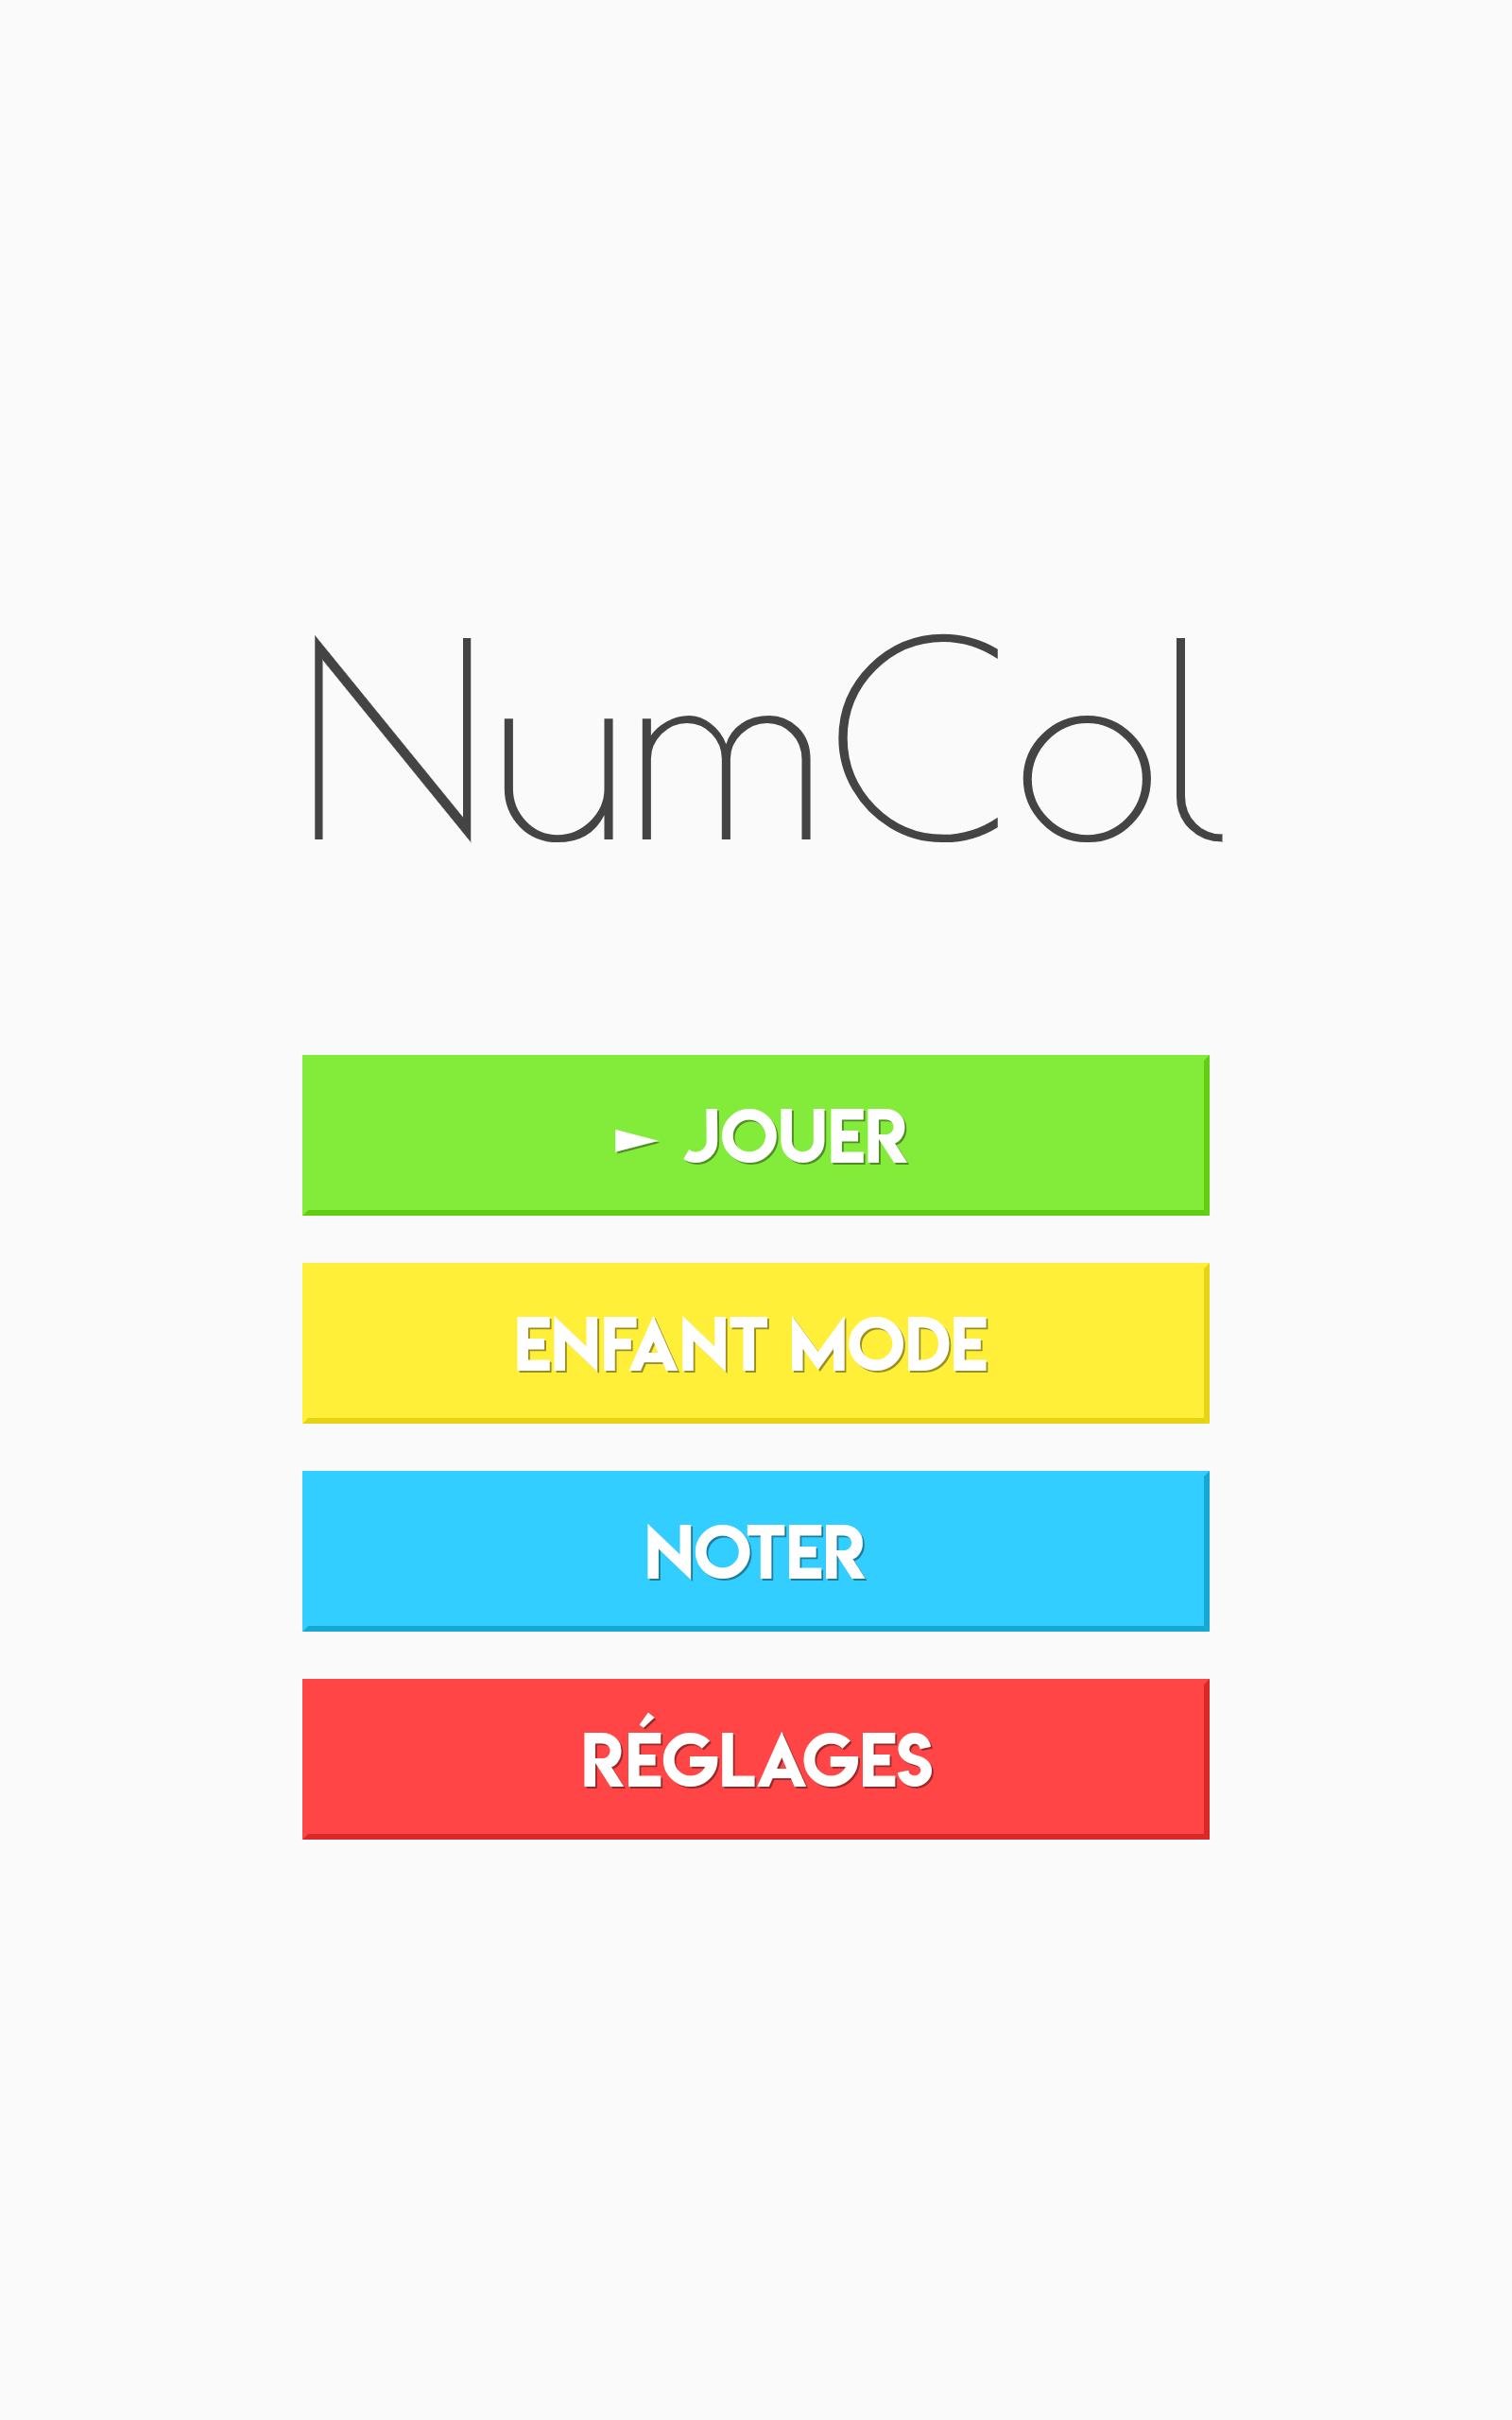 NumCol
► JOUER
ENFANT MODE
NOTER
RÉGLAGES